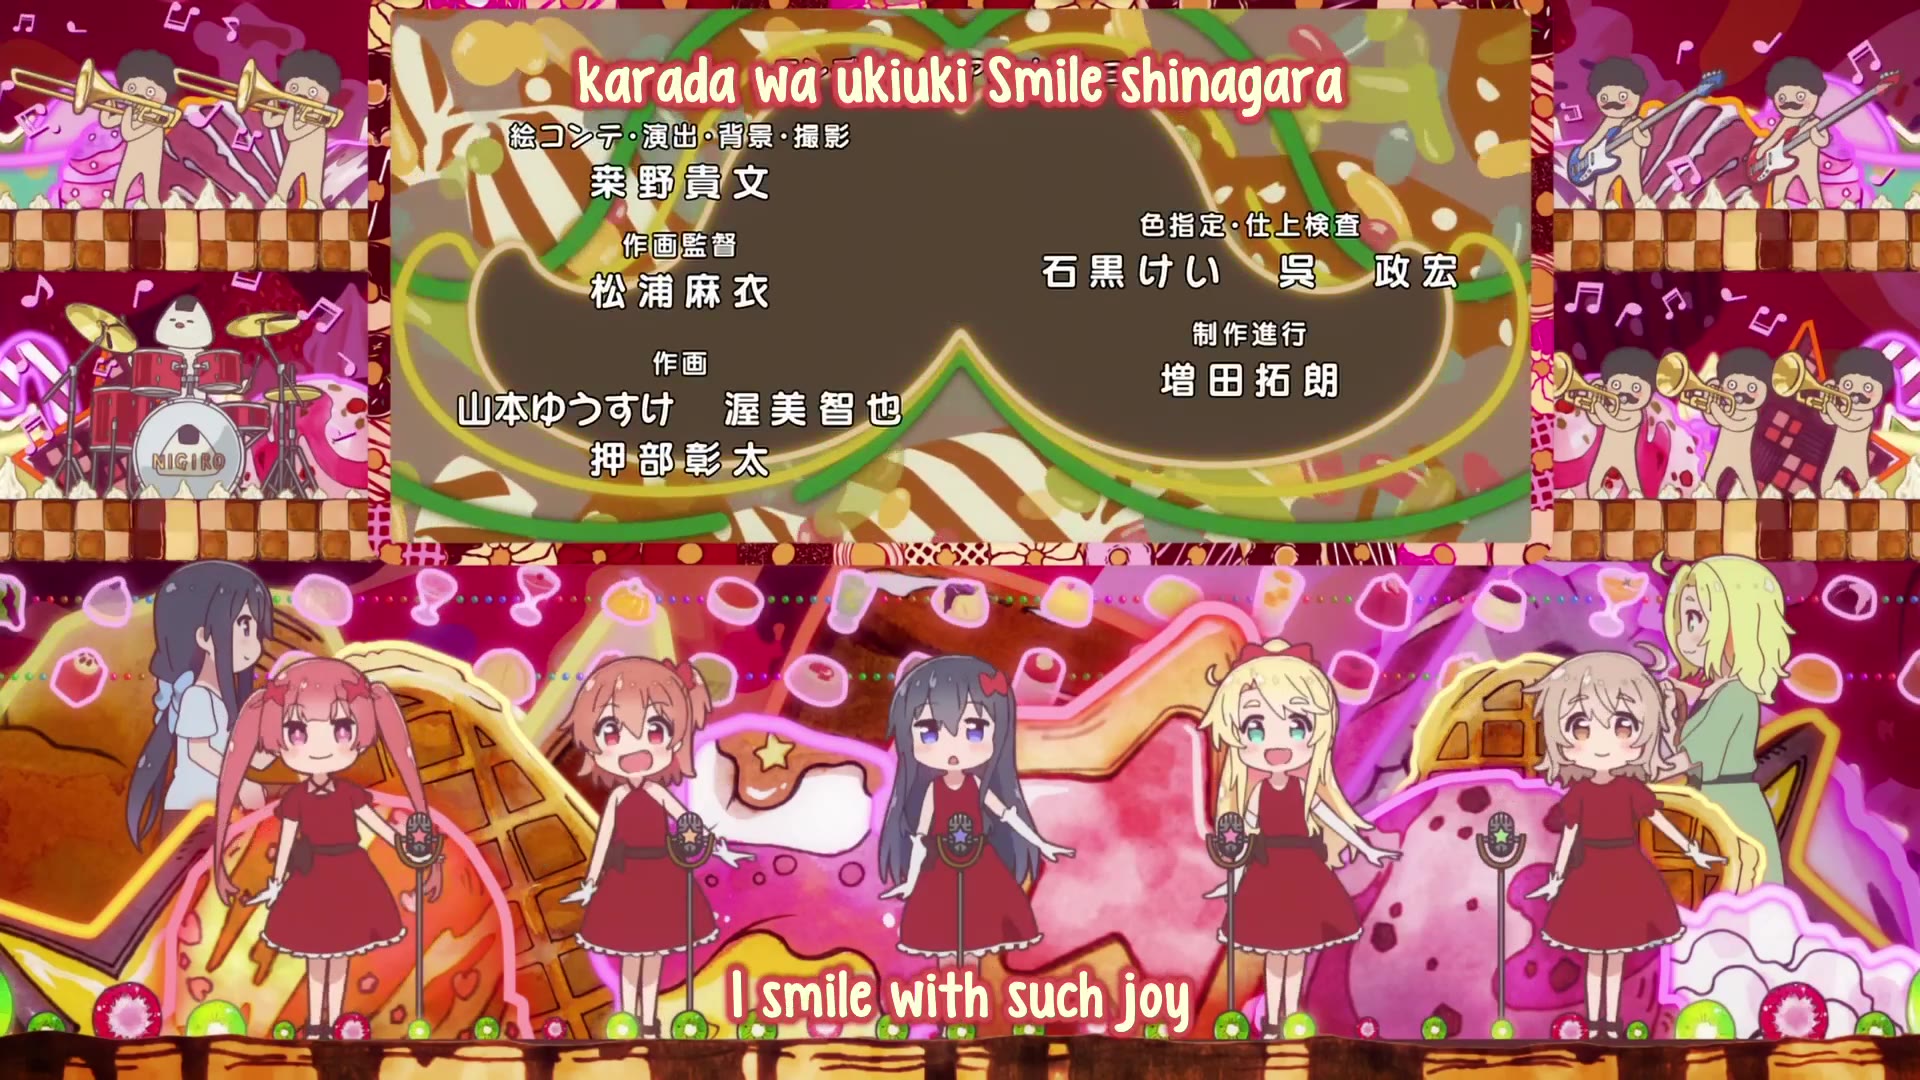 karada wa ukiuki Smile shinagara
絵コンテ・演出・背景・撮影
桒野貴文
作画監督
松浦麻衣
作画
山本ゆうすけ 渥美智也
押部彰太
色指定・仕上検査
石黒けい 呉 政宏
制作進行
増田拓朗
NIGIRO
I smile with such joy